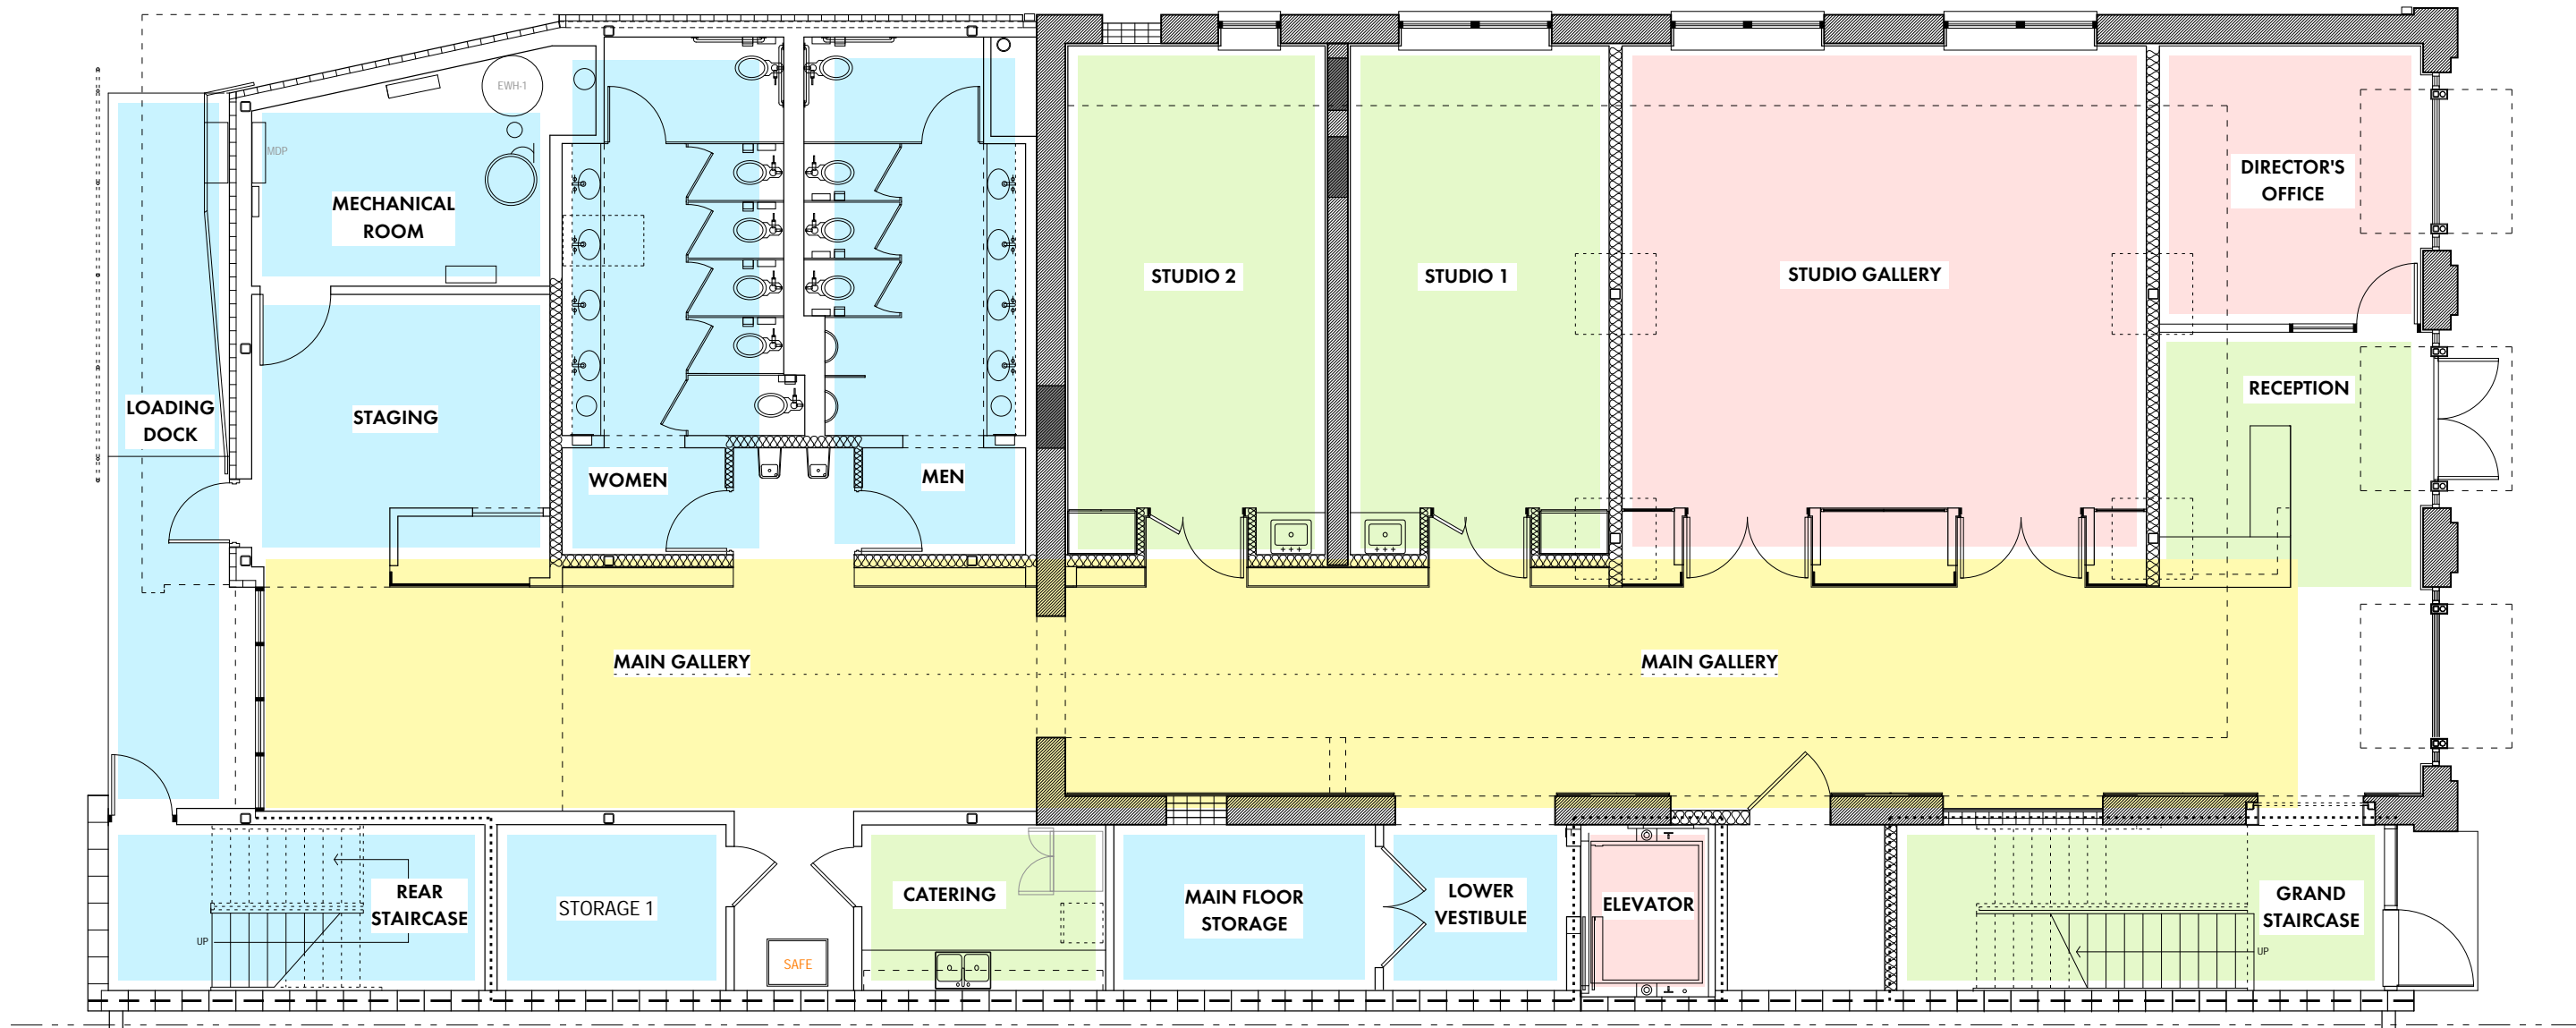 EWH-1
MDP
MECHANICAL
ROOM
DIRECTOR'S
OFFICE
STUDIO 2
STUDIO 1
STUDIO GALLERY
RECEPTION
LOADING
DOCK
STAGING
WOMEN
MEN
MAIN GALLERY
MAIN GALLERY
REAR
STAIRCASE
UP
STORAGE 1
SAFE
CATERING
MAIN FLOOR
STORAGE
LOWER
VESTIBULE
ELEVATOR
GRAND
STAIRCASE
UP